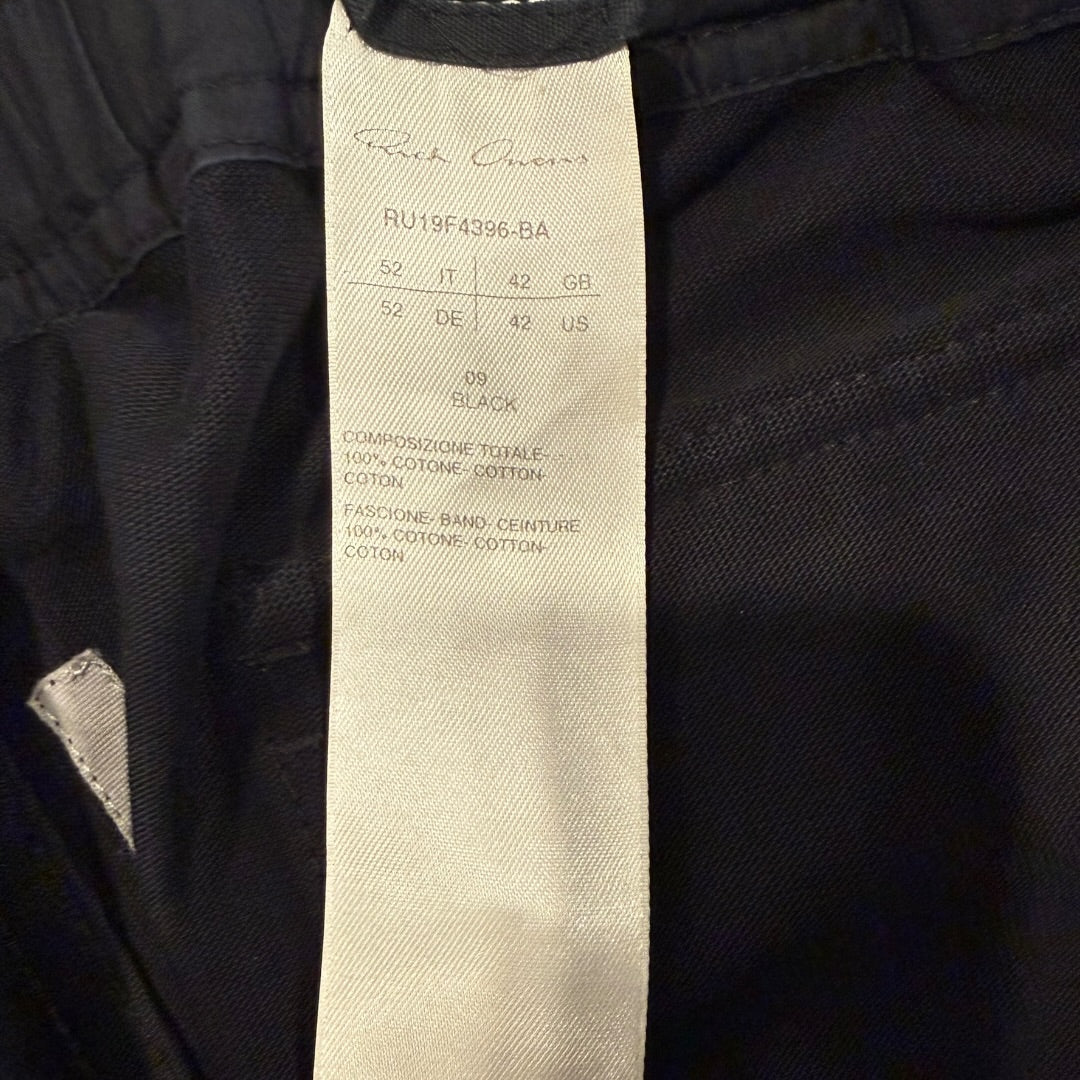 Rick Owens
RU19F4396-BA
52 IT 42 GB
52 DE 42 US
09
BLACK
COMPOSIZIONE TOTALE- - -
100% COTONE- COTTON-
COTON
FASCIONE- BAND- CEINTURE
100% COTONE- COTTON-
COTON